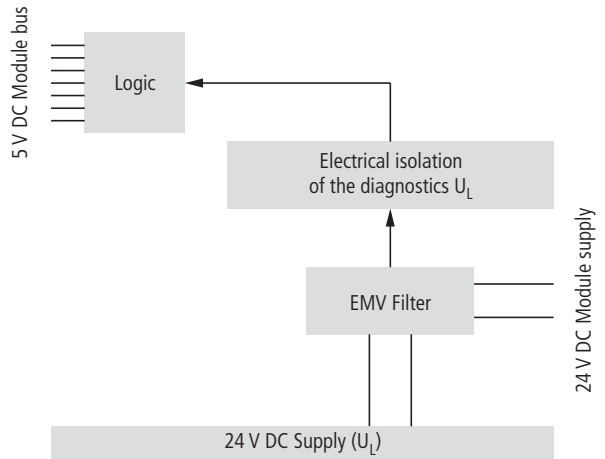 5 V DC Module bus
Logic
Electrical isolation
of the diagnostics U_L
24 V DC Module supply
EMV Filter
24 V DC Supply (U_L)